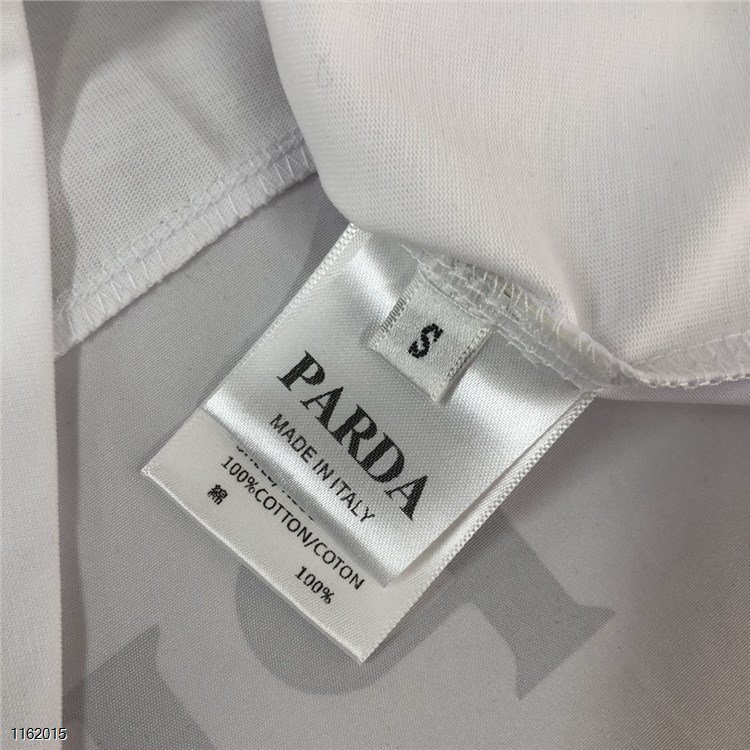 S
PARDA
MADE IN ITALY
100%COTTON/COTON
綿
100%
1162015